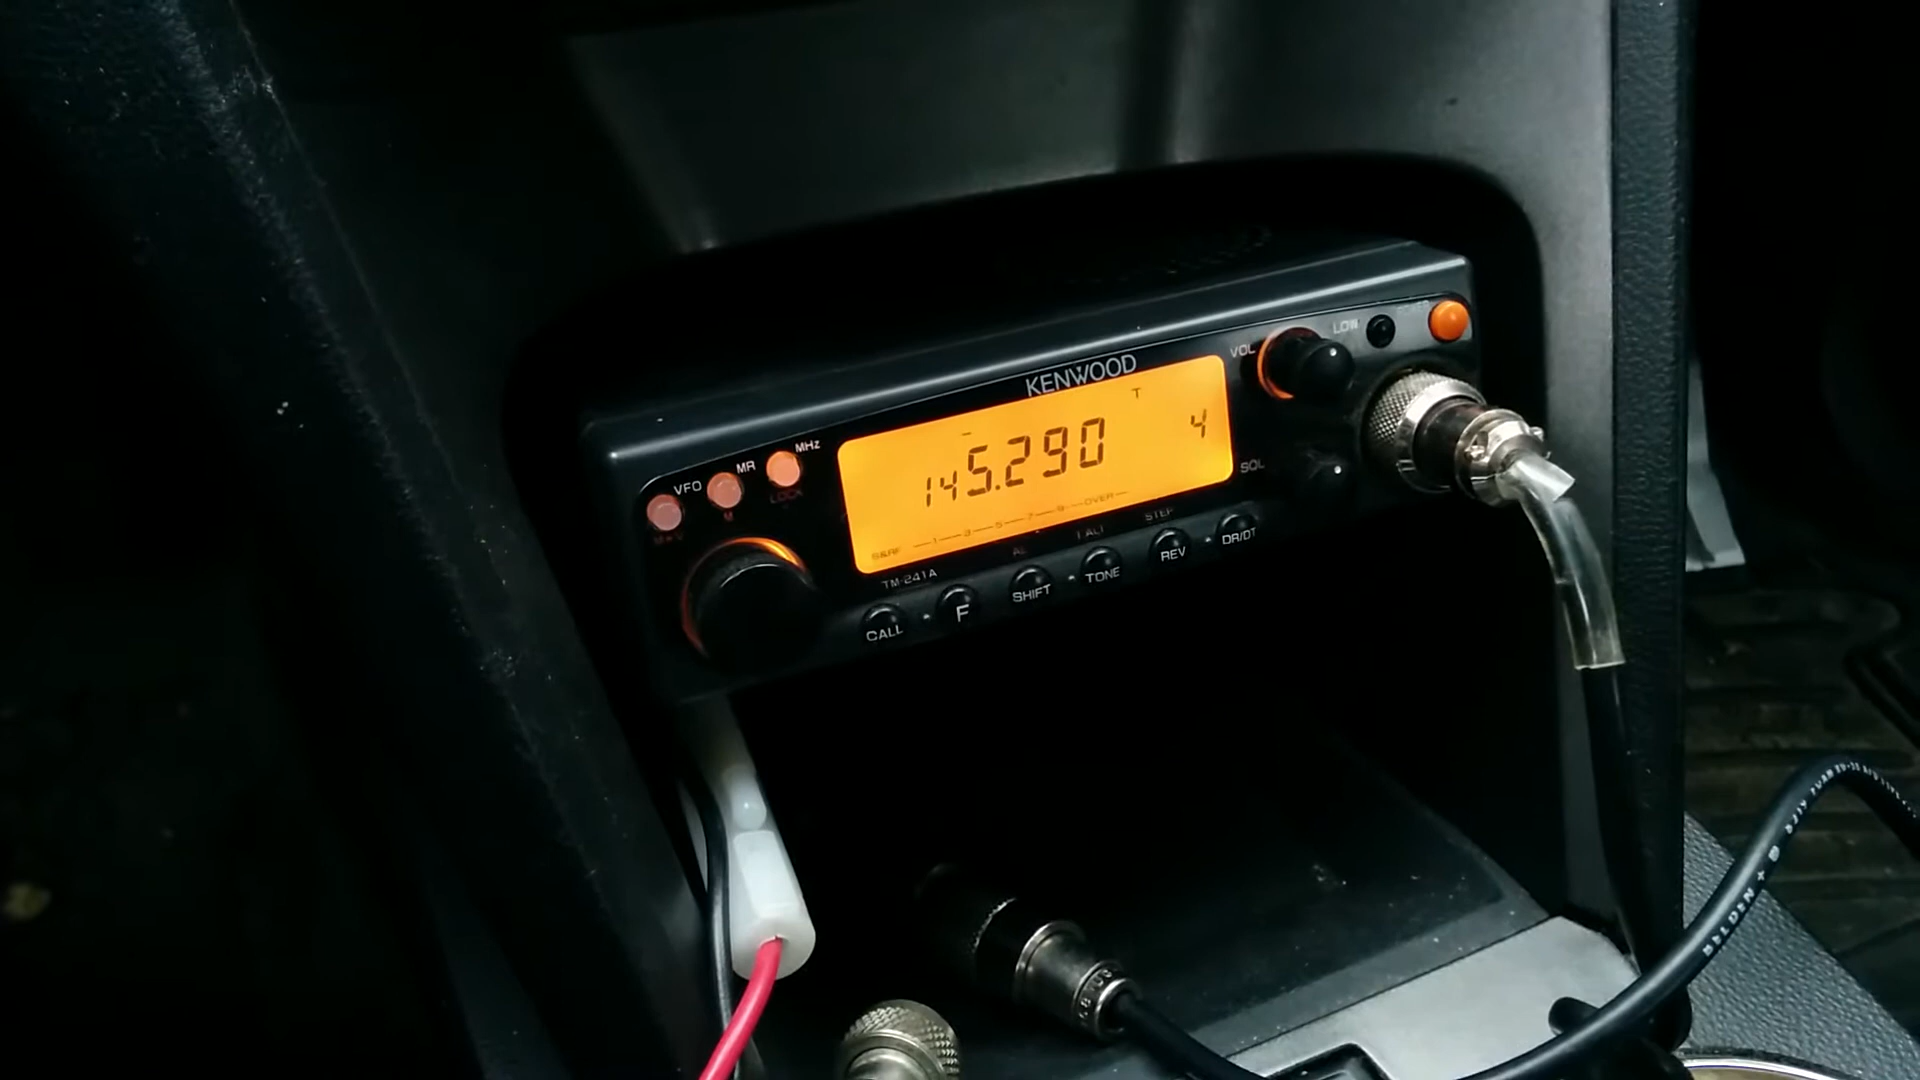 KENWOOD
VOL
LOW
T
MHz
MR
VFO
145.290
4
SQL
M
LOCK
M▸V
S&RF 1 3 5 7 9 OVER
TM-241A
T.ALT
STEP
CALL
F
SHIFT
TONE
REV
DR/DT